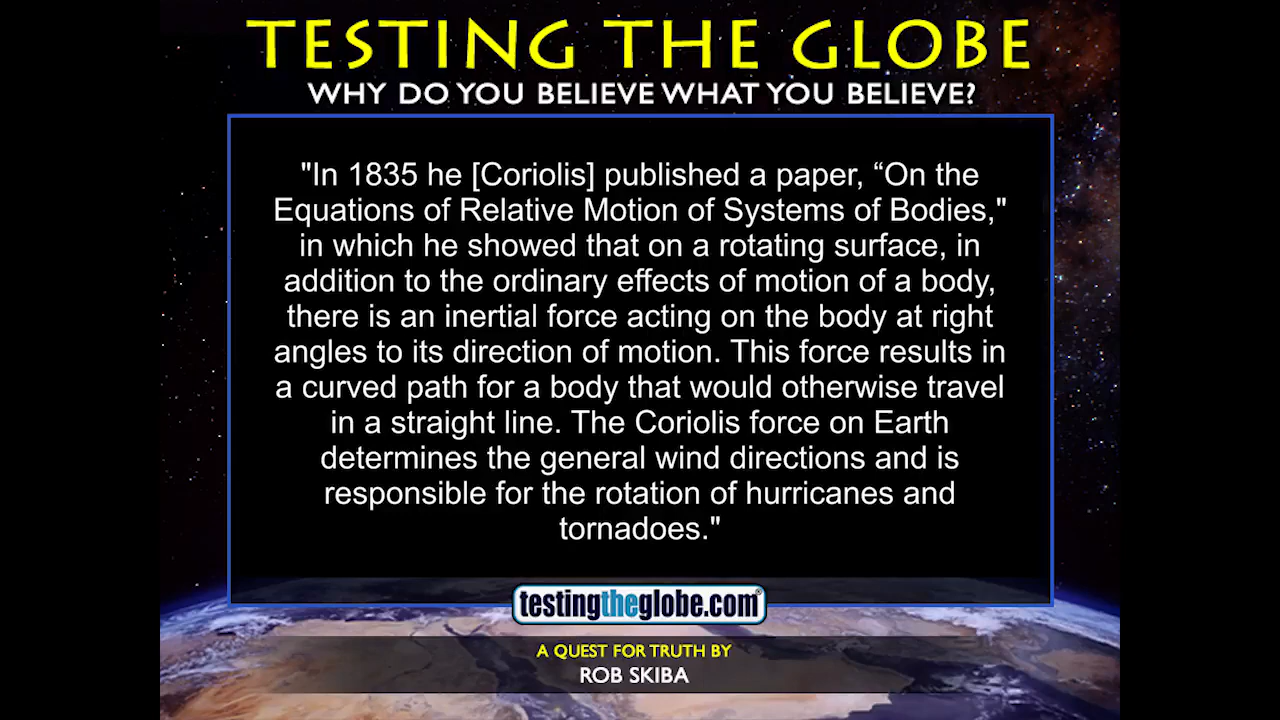 TESTING THE GLOBE
WHY DO YOU BELIEVE WHAT YOU BELIEVE?
"In 1835 he [Coriolis] published a paper, “On the
Equations of Relative Motion of Systems of Bodies,"
in which he showed that on a rotating surface, in
addition to the ordinary effects of motion of a body,
there is an inertial force acting on the body at right
angles to its direction of motion. This force results in
a curved path for a body that would otherwise travel
in a straight line. The Coriolis force on Earth
determines the general wind directions and is
responsible for the rotation of hurricanes and
tornadoes."
testingtheglobe.com®
A QUEST FOR TRUTH BY
ROB SKIBA